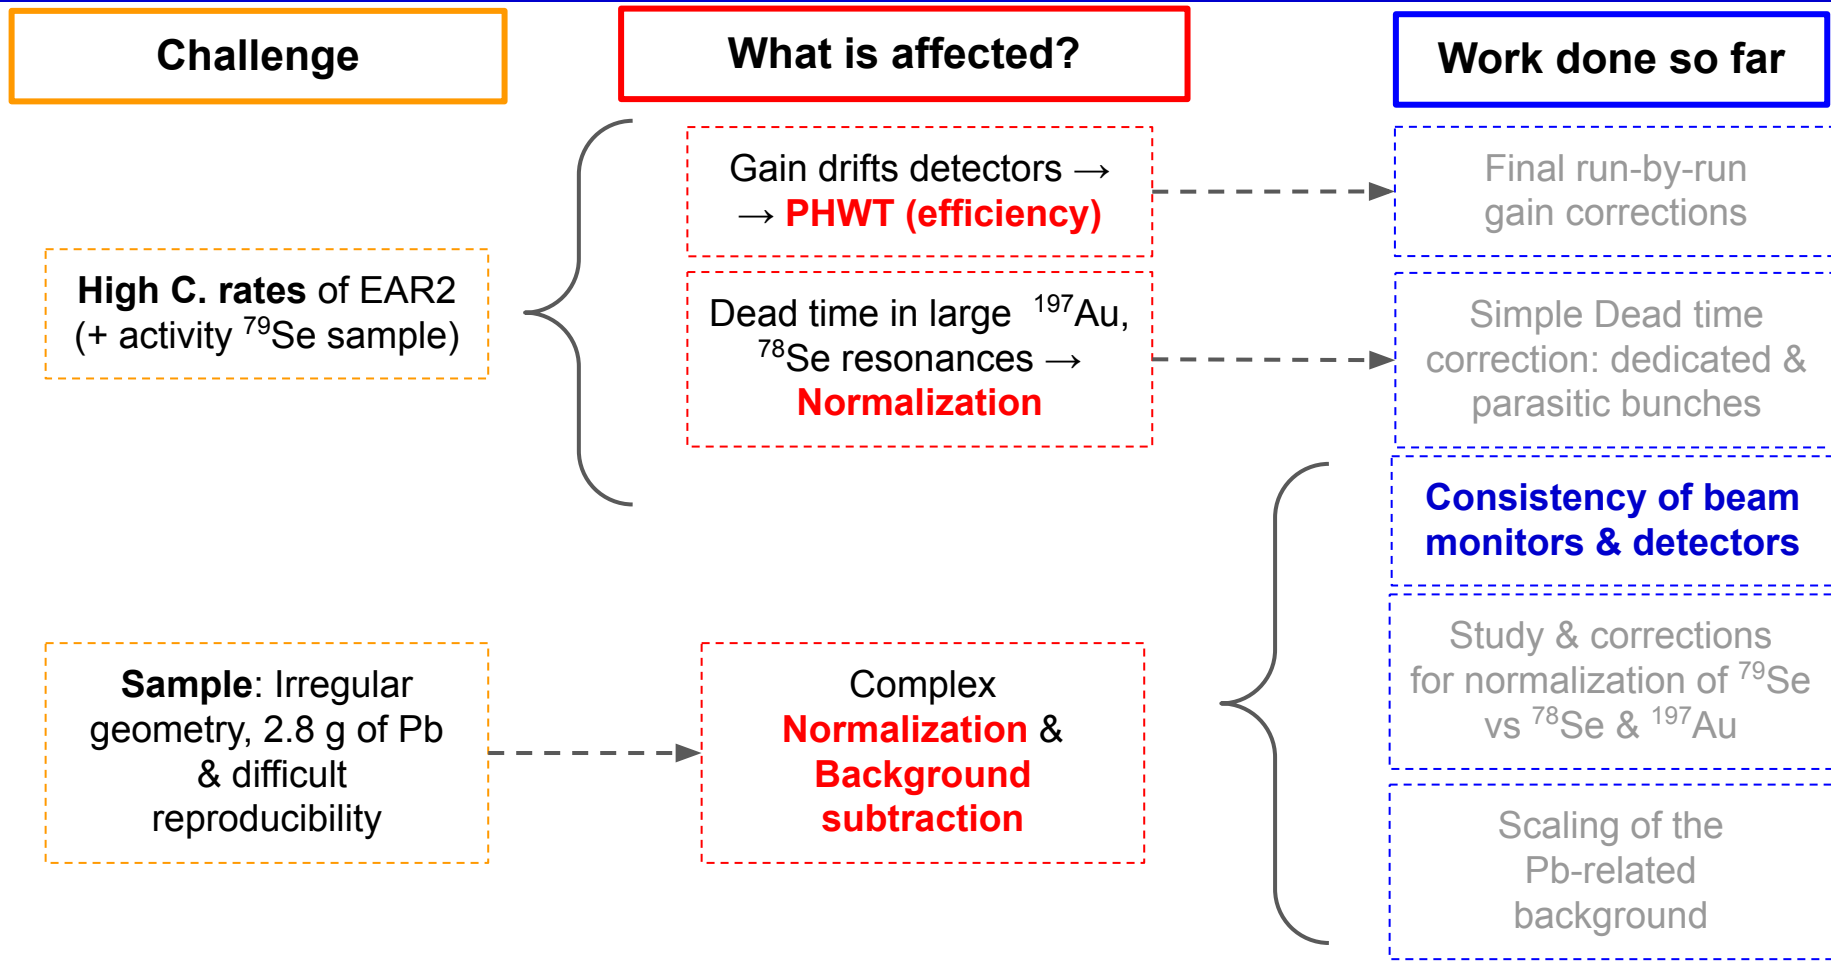 Challenge
What is affected?
Work done so far
High C. rates of EAR2
(+ activity ⁷⁹Se sample)
Gain drifts detectors →
→ PHWT (efficiency)
Final run-by-run
gain corrections
Dead time in large ¹⁹⁷Au,
⁷⁸Se resonances →
Normalization
Simple Dead time
correction: dedicated &
parasitic bunches
Consistency of beam
monitors & detectors
Sample: Irregular
geometry, 2.8 g of Pb
& difficult
reproducibility
Complex
Normalization &
Background
subtraction
Study & corrections
for normalization of ⁷⁹Se
vs ⁷⁸Se & ¹⁹⁷Au
Scaling of the
Pb-related
background